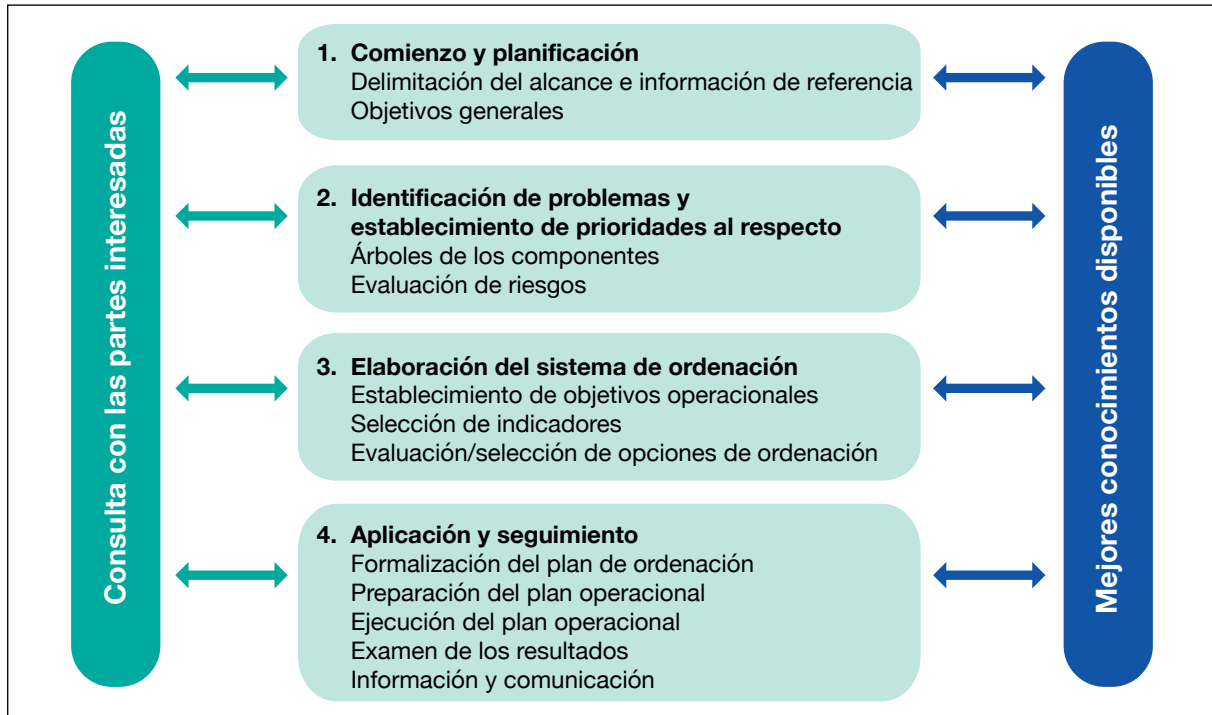 Consulta con las partes interesadas
1. Comienzo y planificación
Delimitación del alcance e información de referencia
Objetivos generales
2. Identificación de problemas y
establecimiento de prioridades al respecto
Árboles de los componentes
Evaluación de riesgos
3. Elaboración del sistema de ordenación
Establecimiento de objetivos operacionales
Selección de indicadores
Evaluación/selección de opciones de ordenación
4. Aplicación y seguimiento
Formalización del plan de ordenación
Preparación del plan operacional
Ejecución del plan operacional
Examen de los resultados
Información y comunicación
Mejores conocimientos disponibles